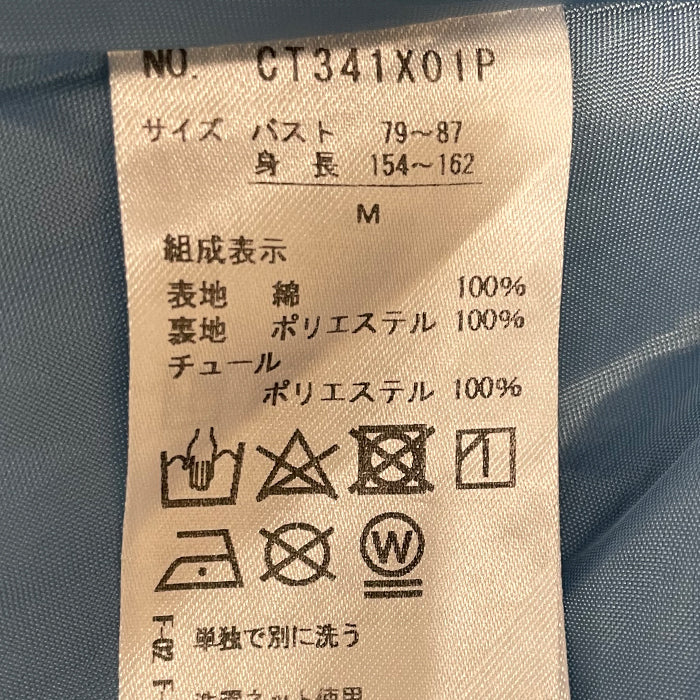 NO. CT341X01P
サイズ バスト 79～87
身長 154～162
M
組成表示
表地 綿 100%
裏地 ポリエステル 100%
チュール
ポリエステル 100%
W
F-02 単独で別に洗う